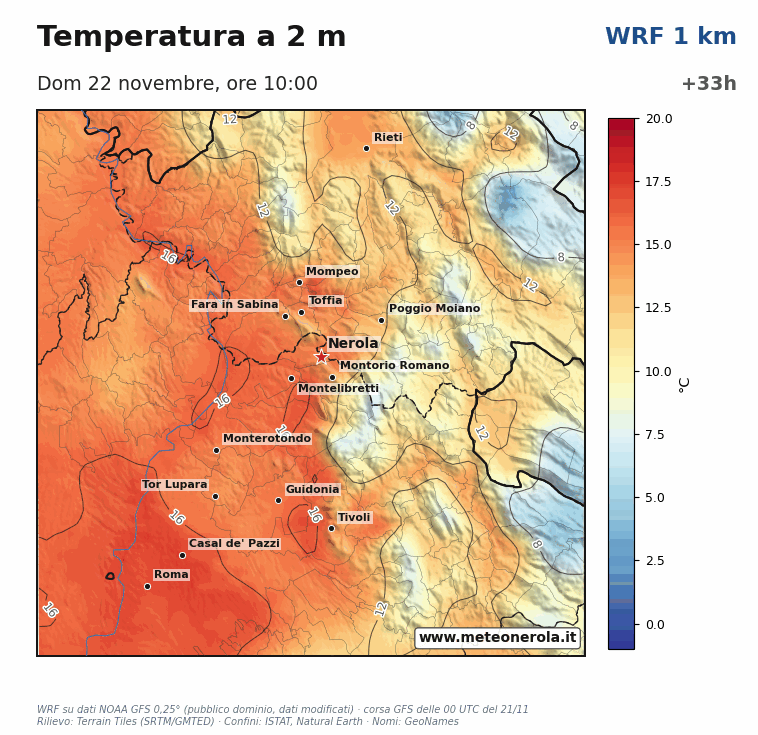 Temperatura a 2 m
WRF 1 km
Dom 22 novembre, ore 10:00
+33h
12
8
12
8
Rieti
12
12
8
16
12
Mompeo
Fara in Sabina
Toffia
Poggio Moiano
Nerola
Montorio Romano
Montelibretti
16
12
Monterotondo
Tor Lupara
Guidonia
16
16
Tivoli
Casal de' Pazzi
8
Roma
16
12
www.meteonerola.it
20.0
17.5
15.0
12.5
10.0
7.5
5.0
2.5
0.0
°C
WRF su dati NOAA GFS 0,25° (pubblico dominio, dati modificati) · corsa GFS delle 00 UTC del 21/11
Rilievo: Terrain Tiles (SRTM/GMTED) · Confini: ISTAT, Natural Earth · Nomi: GeoNames